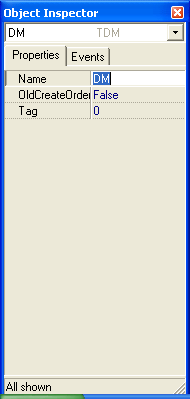 Object Inspector
DM TDM
Properties Events
Name DM
OldCreateOrder False
Tag 0
All shown